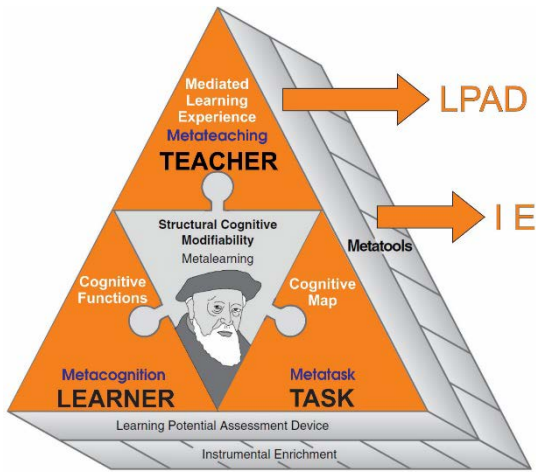 Mediated
Learning
Experience
Metateaching
TEACHER
LPAD
I E
Metatools
Structural Cognitive
Modifiability
Metalearning
Cognitive
Functions
Cognitive
Map
Metacognition
LEARNER
Metatask
TASK
Learning Potential Assessment Device
Instrumental Enrichment